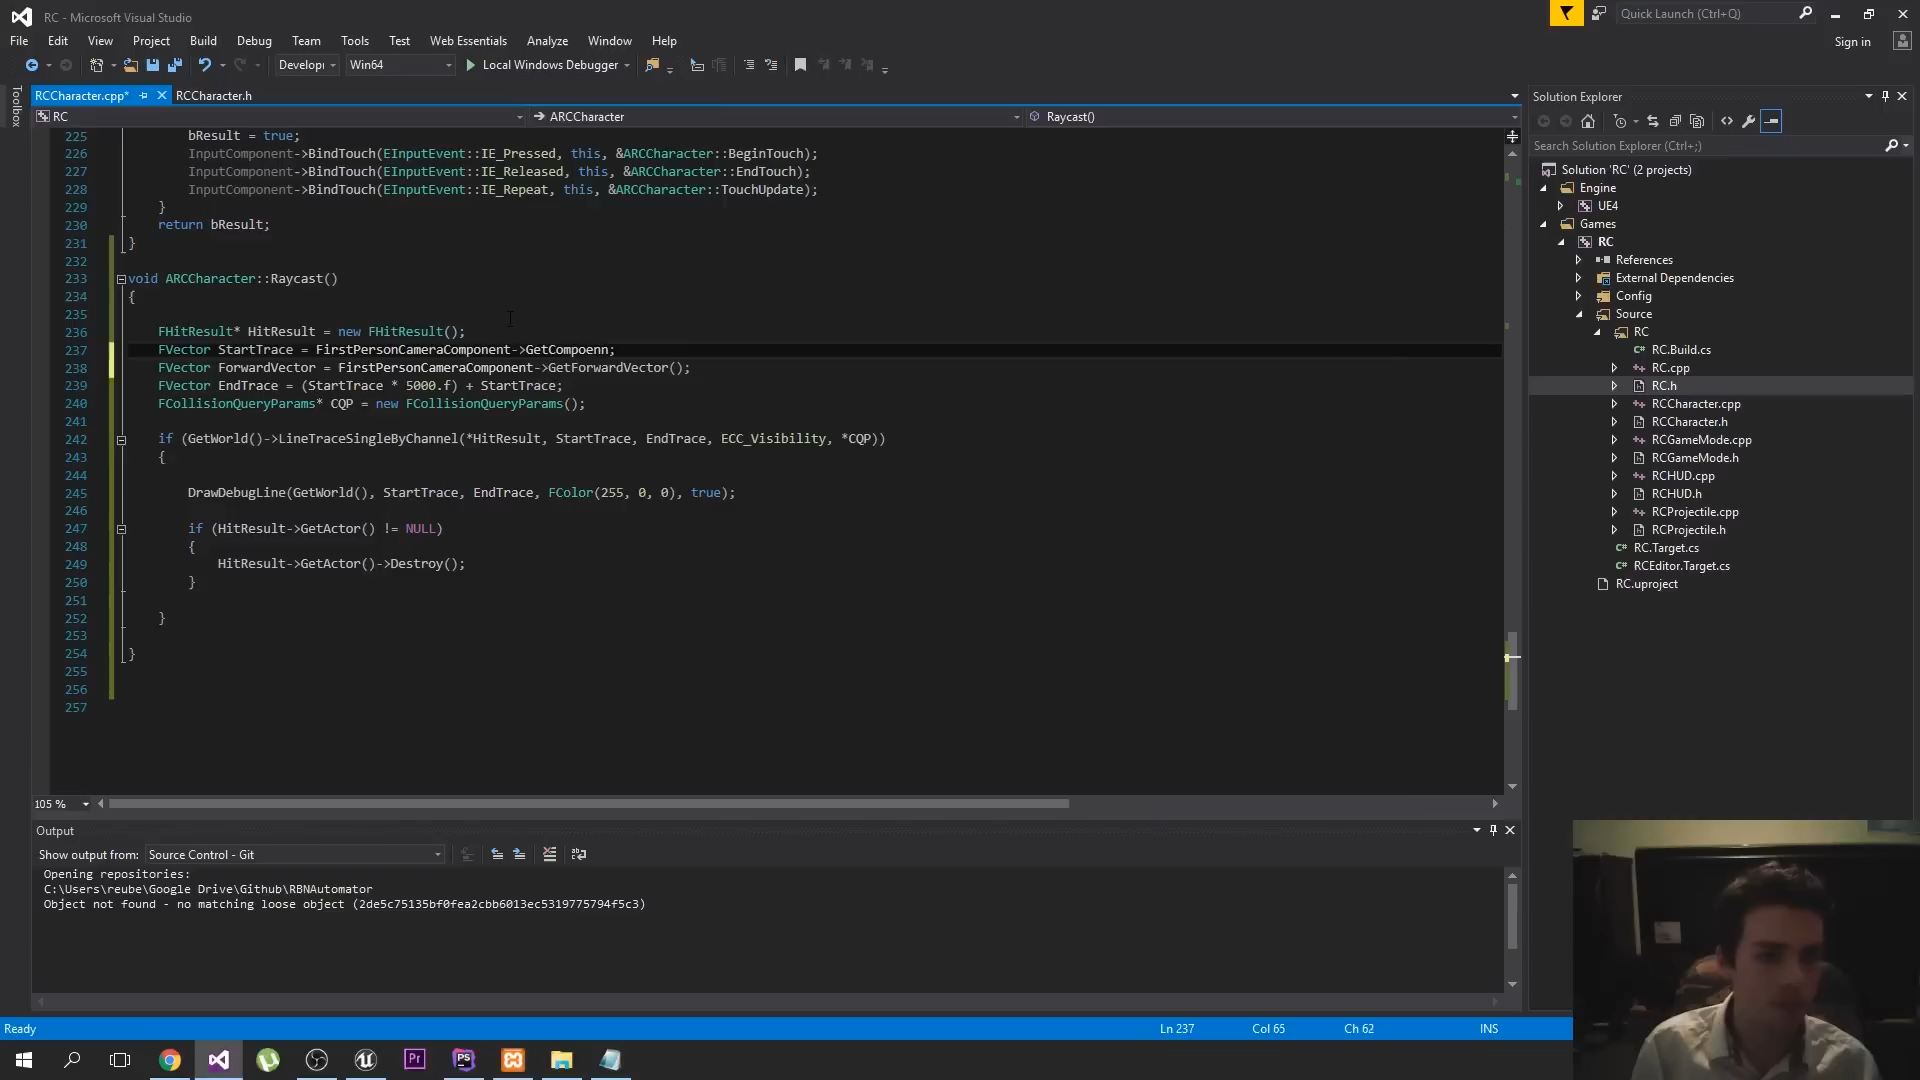 RC - Microsoft Visual Studio
Quick Launch (Ctrl+Q)
File Edit View Project Build Debug Team Tools Test Web Essentials Analyze Window Help
Sign in
Developi Win64 Local Windows Debugger
Toolbox
RCCharacter.cpp* RCCharacter.h
RC ARCCharacter Raycast()
225 bResult = true;
226 InputComponent->BindTouch(EInputEvent::IE_Pressed, this, &ARCCharacter::BeginTouch);
227 InputComponent->BindTouch(EInputEvent::IE_Released, this, &ARCCharacter::EndTouch);
228 InputComponent->BindTouch(EInputEvent::IE_Repeat, this, &ARCCharacter::TouchUpdate);
229 }
230 return bResult;
231 }
232
233 void ARCCharacter::Raycast()
234 {
235
236 FHitResult* HitResult = new FHitResult();
237 FVector StartTrace = FirstPersonCameraComponent->GetCompoenn;
238 FVector ForwardVector = FirstPersonCameraComponent->GetForwardVector();
239 FVector EndTrace = (StartTrace * 5000.f) + StartTrace;
240 FCollisionQueryParams* CQP = new FCollisionQueryParams();
241
242 if (GetWorld()->LineTraceSingleByChannel(*HitResult, StartTrace, EndTrace, ECC_Visibility, *CQP))
243 {
244
245 DrawDebugLine(GetWorld(), StartTrace, EndTrace, FColor(255, 0, 0), true);
246
247 if (HitResult->GetActor() != NULL)
248 {
249 HitResult->GetActor()->Destroy();
250 }
251
252 }
253
254 }
255
256
257
105 %
Output
Show output from: Source Control - Git
Opening repositories:
C:\Users\reube\Google Drive\Github\RBNAutomator
Object not found - no matching loose object (2de5c75135bf0fea2cbb6013ec5319775794f5c3)
Solution Explorer
Search Solution Explorer (Ctrl+;)
Solution 'RC' (2 projects)
Engine
UE4
Games
RC
References
External Dependencies
Config
Source
RC
C# RC.Build.cs
++ RC.cpp
RC.h
++ RCCharacter.cpp
RCCharacter.h
++ RCGameMode.cpp
RCGameMode.h
++ RCHUD.cpp
RCHUD.h
++ RCProjectile.cpp
RCProjectile.h
C# RC.Target.cs
C# RCEditor.Target.cs
RC.uproject
Ready Ln 237 Col 65 Ch 62 INS
Pr PS